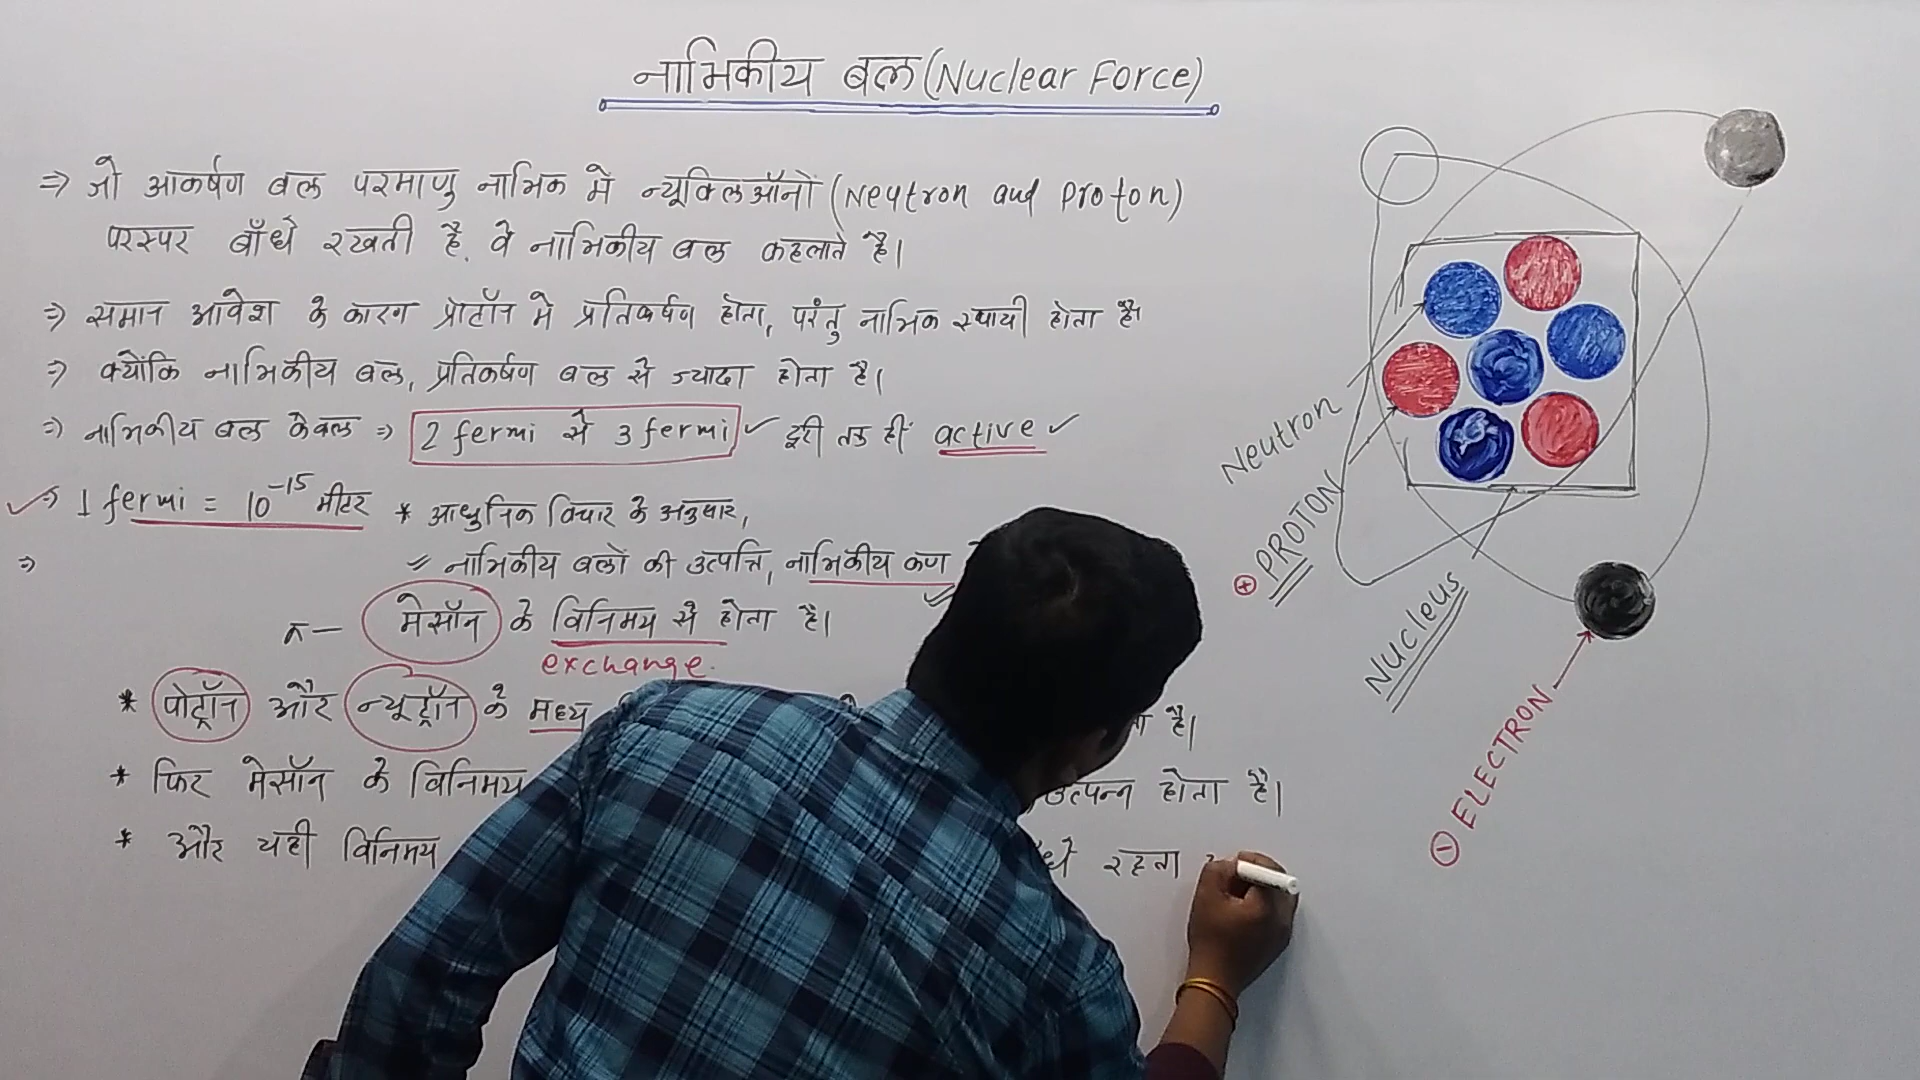 नाभिकीय बल (Nuclear Force)
⇒ जो आकर्षण बल परमाणु नाभिक मे न्यूक्लिऑनों (Neutron and Proton)
परस्पर बाँधे रखती है. वे नाभिकीय बल कहलाते है।
⇒ समान आवेश के कारण प्रोटॉन मे प्रतिकर्षण होता, परंतु नाभिक स्थायी होता है।
⇒ क्योंकि नाभिकीय बल, प्रतिकर्षण बल से ज्यादा होता है।
⇒ नाभिकीय बल केवल ⇒ 2 fermi से 3 fermi ✓ दूरी तक ही active ✓
✓⇒ 1 fermi = 10⁻¹⁵ मीटर * आधुनिक विचार के अनुसार,
⇒ नाभिकीय बलों की उत्पत्ति, नाभिकीय कण
मेसॉन के विनिमय से होता है।
exchange.
* प्रोट्रॉन और न्यूट्रॉन के मध्य है।
* फिर मेसॉन के विनिमय उत्पन्न होता है।
* और यही विनिमय रहता
Neutron
⊕ PROTON
Nucleus
⊖ ELECTRON